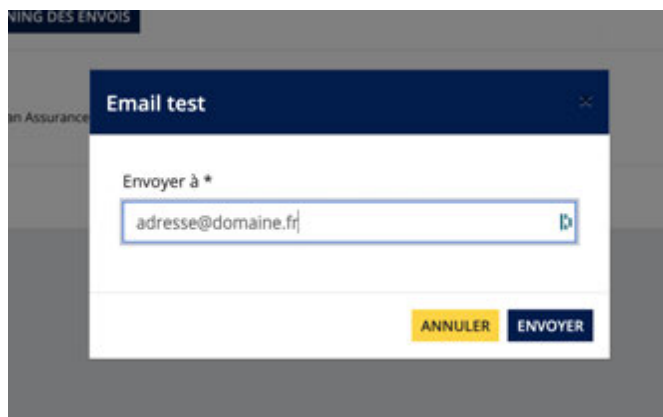 NING DES ENVOIS
an Assurance
Email test
×
Envoyer à *
adresse@domaine.fr
ANNULER
ENVOYER